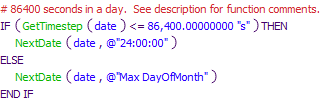 # 86400 seconds in a day.  See description for function comments.
IF ( GetTimestep ( date ) <= 86,400.00000000 "s" ) THEN
NextDate ( date , @"24:00:00" )
ELSE
NextDate ( date , @"Max DayOfMonth" )
END IF